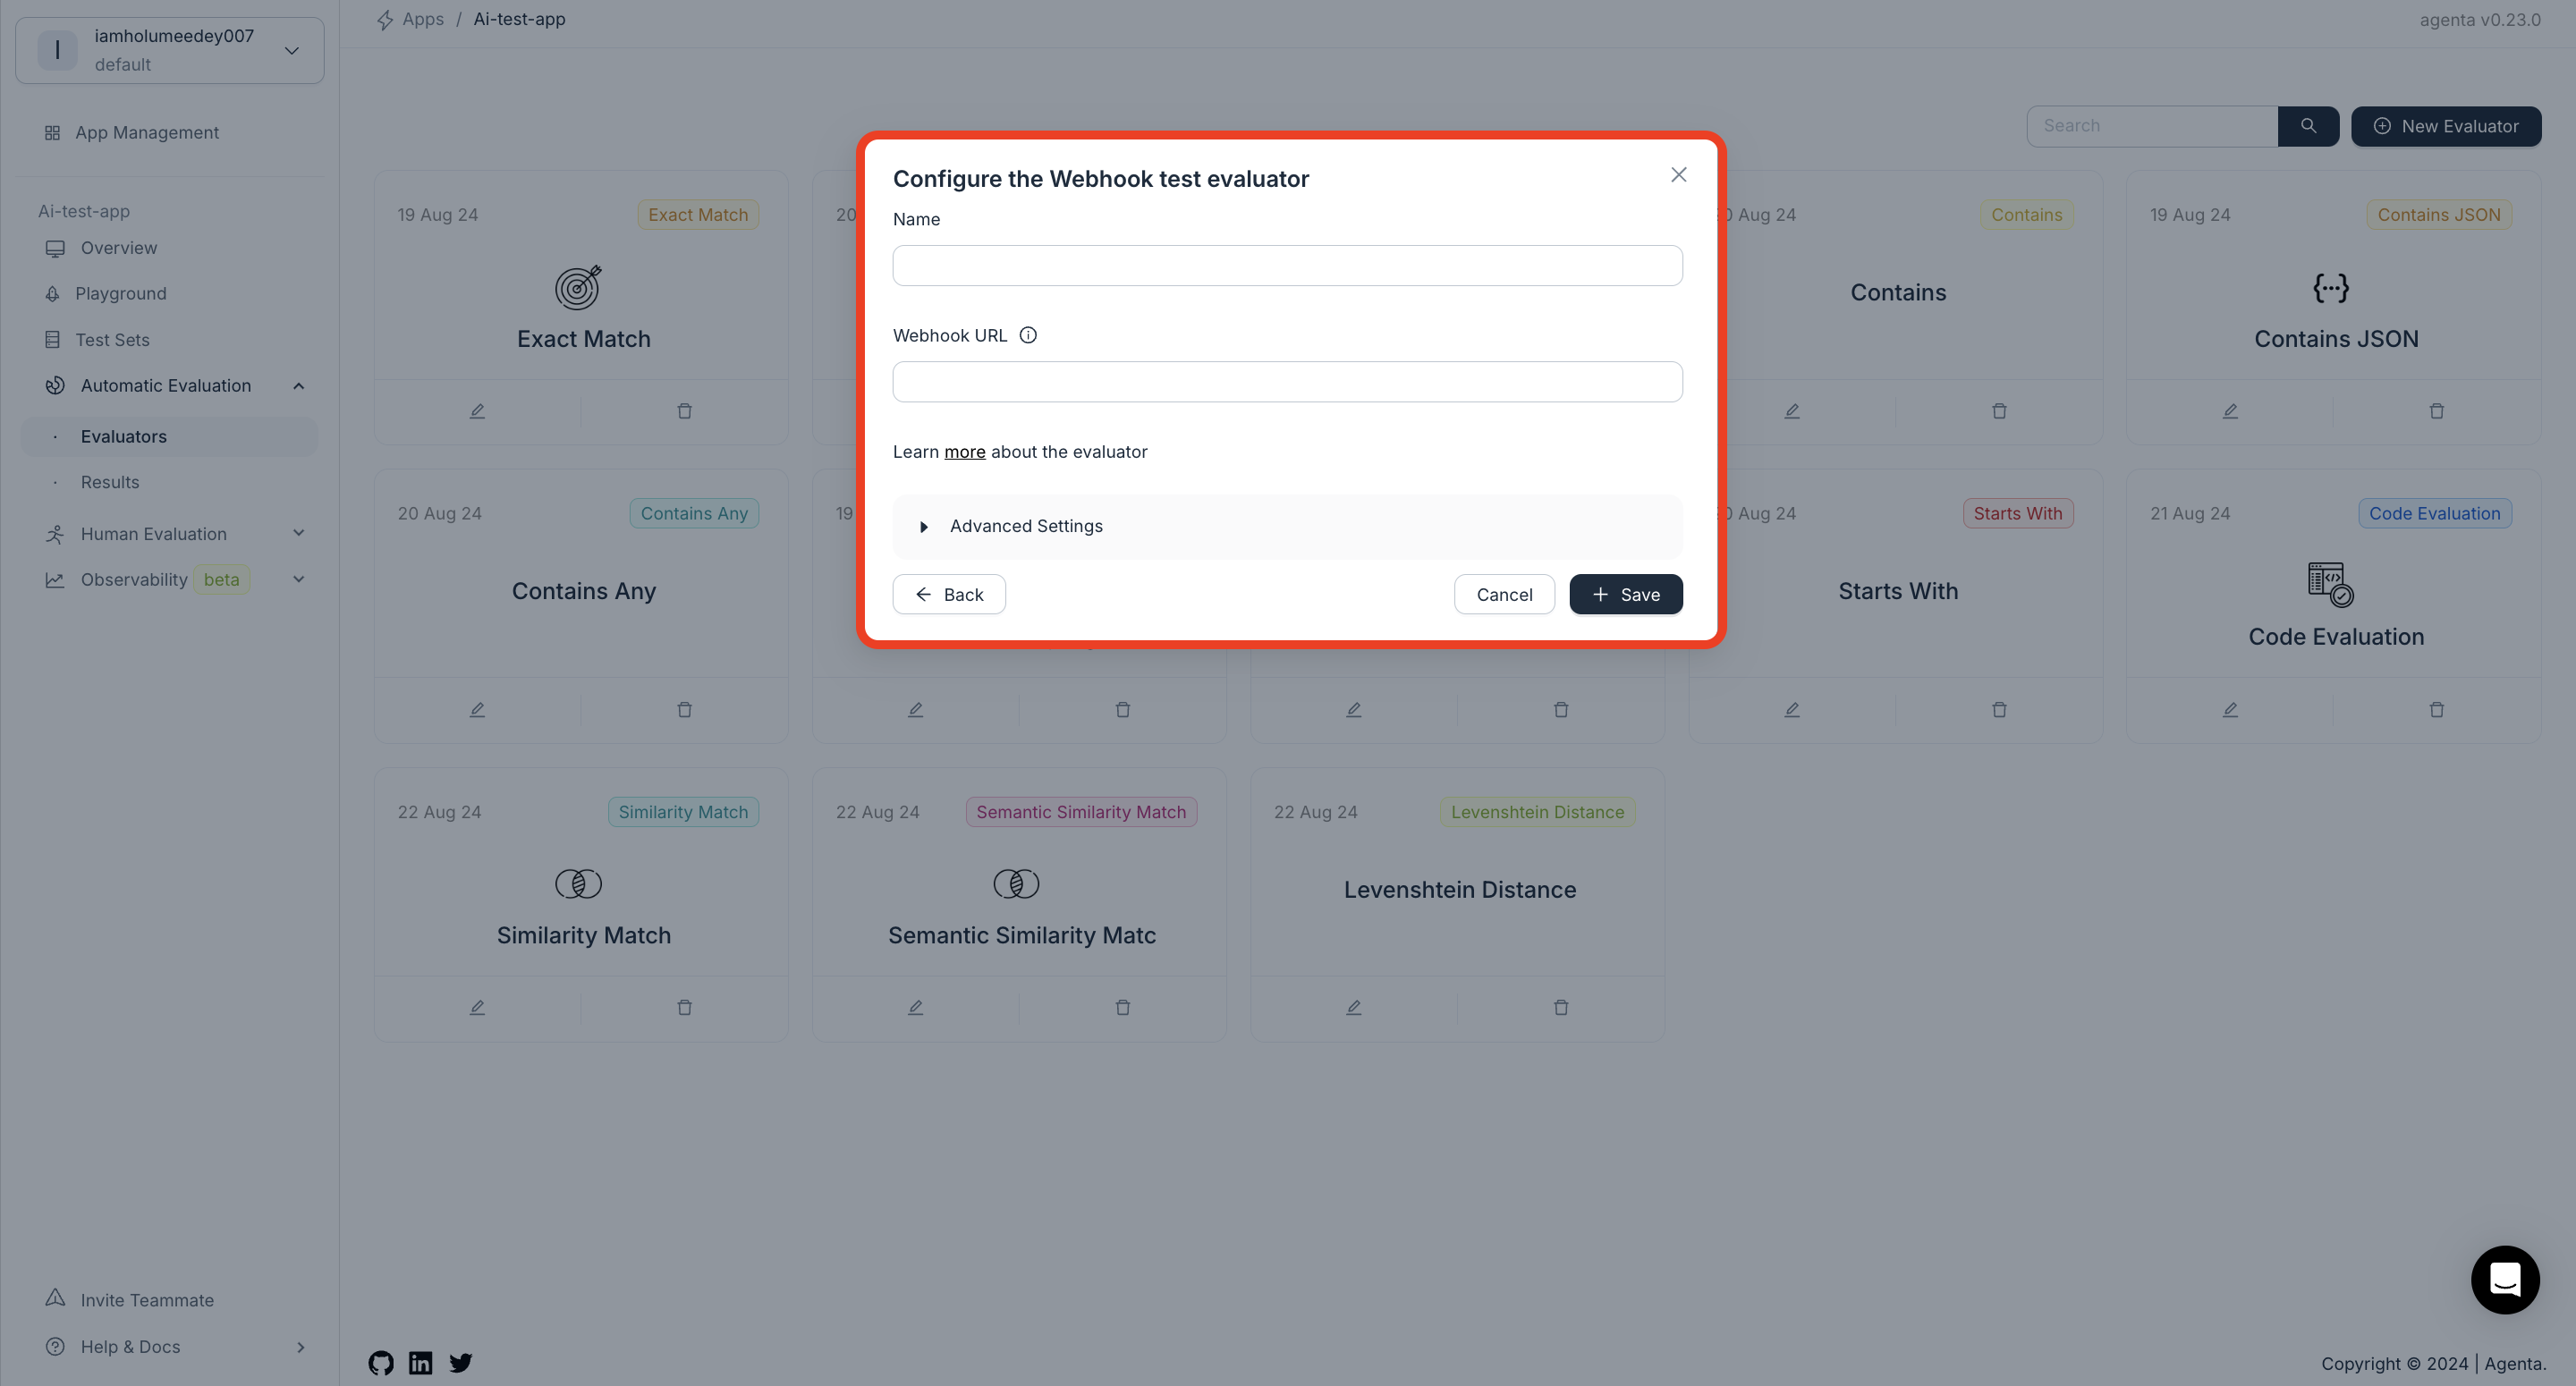 I
iamholumeedey007
default
Apps / Ai-test-app
agenta v0.23.0
App Management
Search
New Evaluator
Ai-test-app
Overview
Playground
Test Sets
Automatic Evaluation
Evaluators
Results
Human Evaluation
Observability beta
Invite Teammate
Help & Docs
Configure the Webhook test evaluator
Name
Webhook URL
Learn more about the evaluator
Advanced Settings
Back
Cancel
Save
19 Aug 24 Exact Match
Exact Match
20
0 Aug 24 Contains
Contains
19 Aug 24 Contains JSON
Contains JSON
20 Aug 24 Contains Any
Contains Any
19
0 Aug 24 Starts With
Starts With
21 Aug 24 Code Evaluation
Code Evaluation
22 Aug 24 Similarity Match
Similarity Match
22 Aug 24 Semantic Similarity Match
Semantic Similarity Matc
22 Aug 24 Levenshtein Distance
Levenshtein Distance
Copyright © 2024 | Agenta.